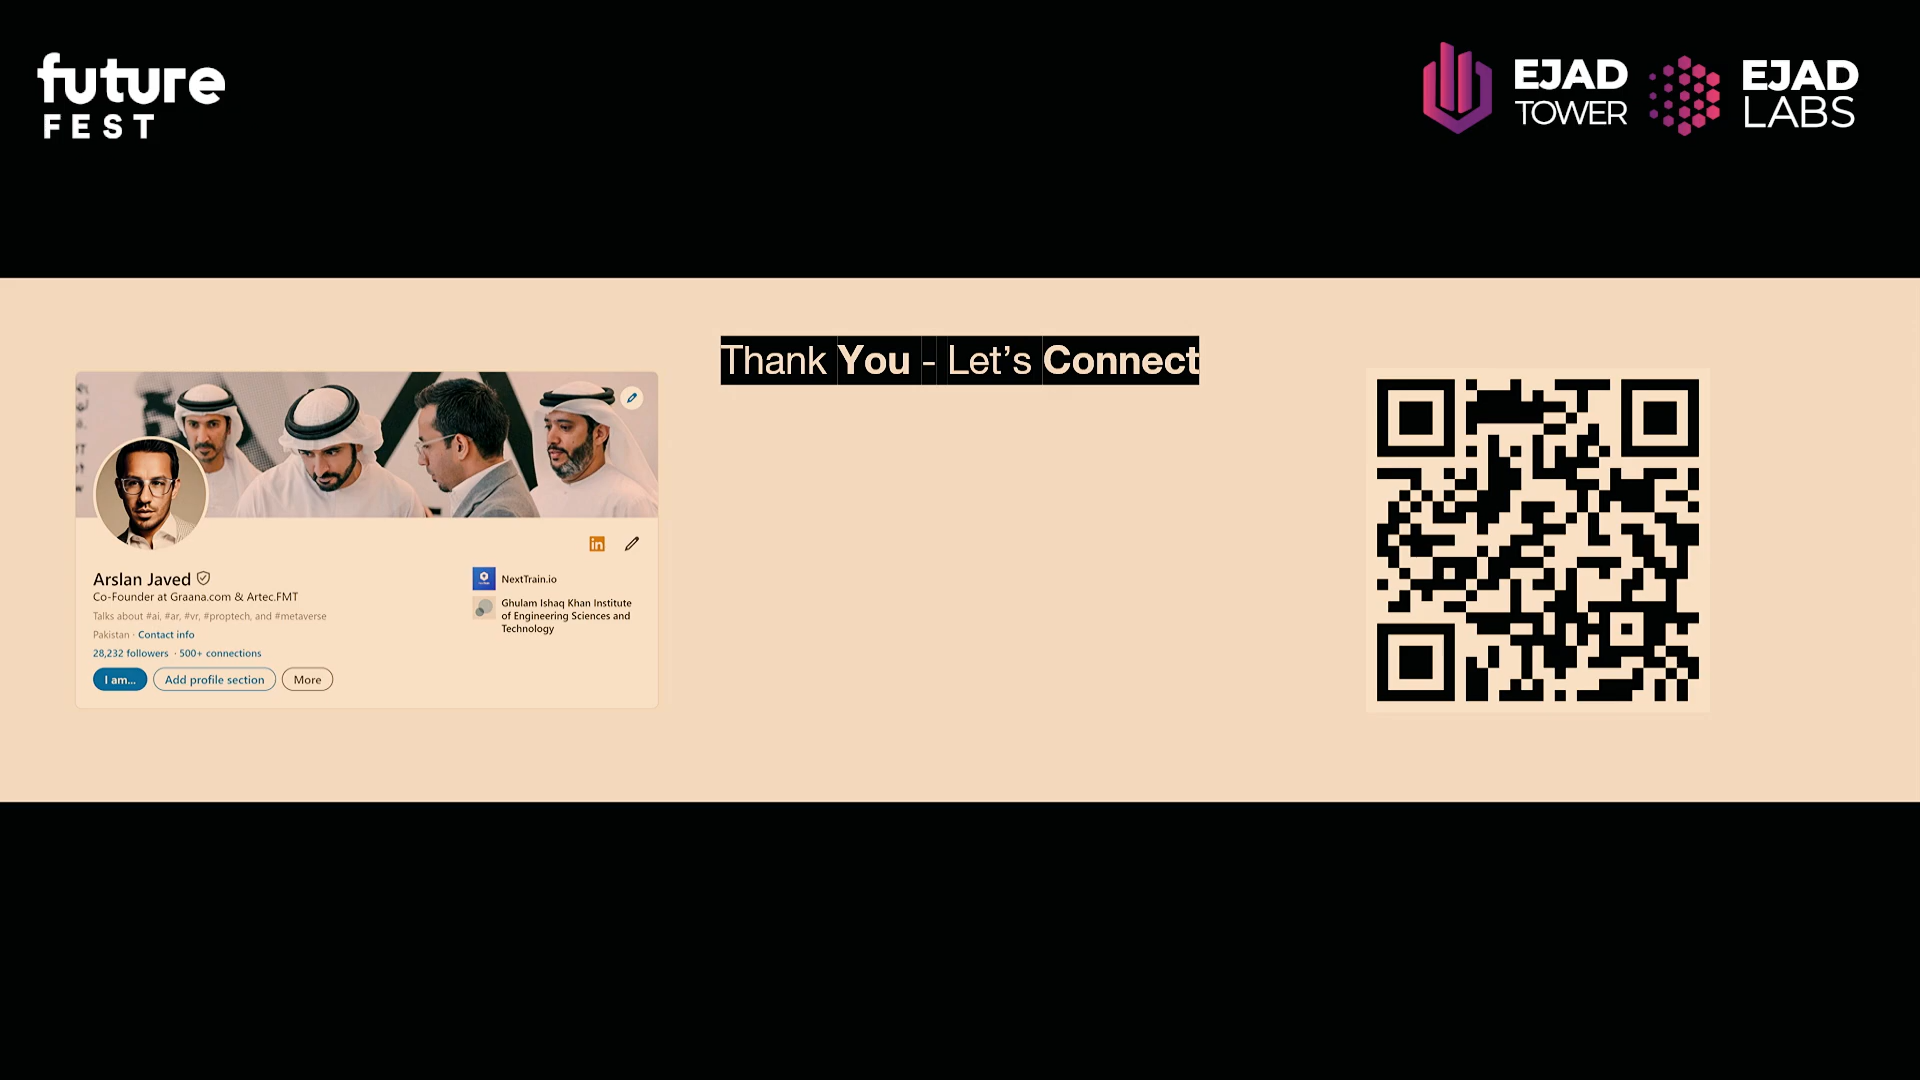 future
FEST
EJAD
TOWER
EJAD
LABS
Thank You - Let’s Connect
Arslan Javed
Co-Founder at Graana.com & Artec.FMT
Talks about #ai, #ar, #vr, #proptech, and #metaverse
Pakistan · Contact info
28,232 followers · 500+ connections
I am...
Add profile section
More
in
NextTrain.io
Ghulam Ishaq Khan Institute
of Engineering Sciences and
Technology